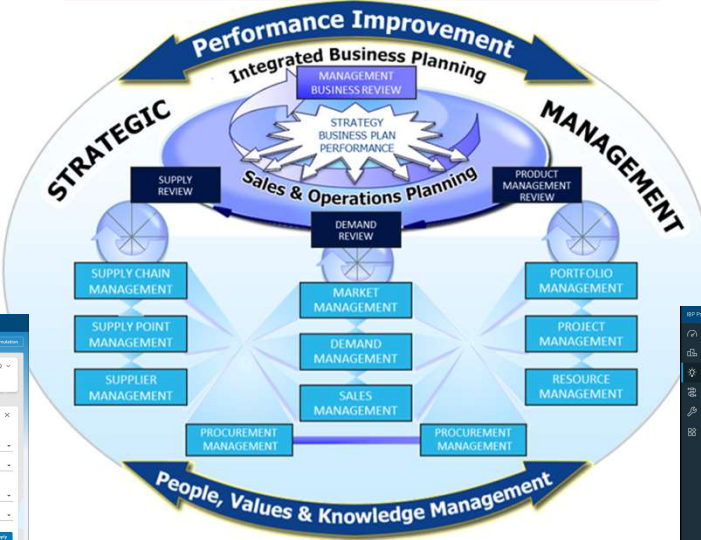 Performance Improvement
Integrated Business Planning
MANAGEMENT
BUSINESS REVIEW
STRATEGIC
MANAGEMENT
STRATEGY
BUSINESS PLAN
PERFORMANCE
SUPPLY
REVIEW
Sales & Operations Planning
PRODUCT
MANAGEMENT
REVIEW
DEMAND
REVIEW
SUPPLY CHAIN
MANAGEMENT
MARKET
MANAGEMENT
PORTFOLIO
MANAGEMENT
SUPPLY POINT
MANAGEMENT
DEMAND
MANAGEMENT
PROJECT
MANAGEMENT
SUPPLIER
MANAGEMENT
SALES
MANAGEMENT
RESOURCE
MANAGEMENT
PROCUREMENT
MANAGEMENT
PROCUREMENT
MANAGEMENT
People, Values & Knowledge Management
IBP